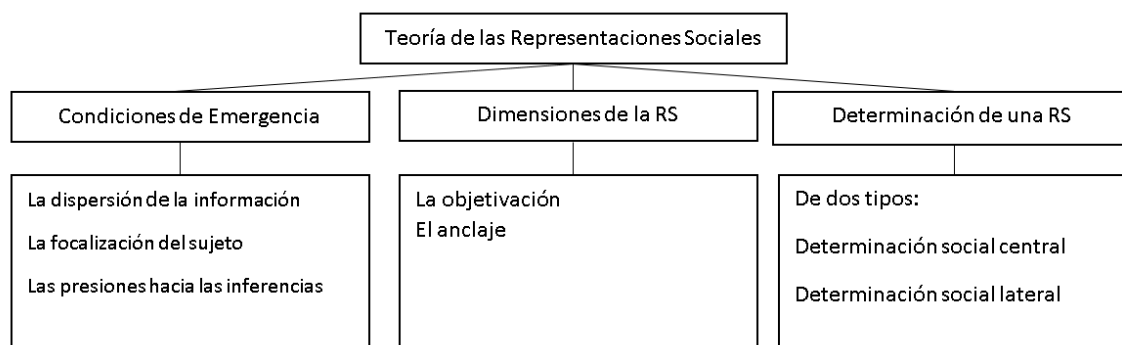 Teoría de las Representaciones Sociales
Condiciones de Emergencia
Dimensiones de la RS
Determinación de una RS
La dispersión de la información
La focalización del sujeto
Las presiones hacia las inferencias
La objetivación
El anclaje
De dos tipos:
Determinación social central
Determinación social lateral